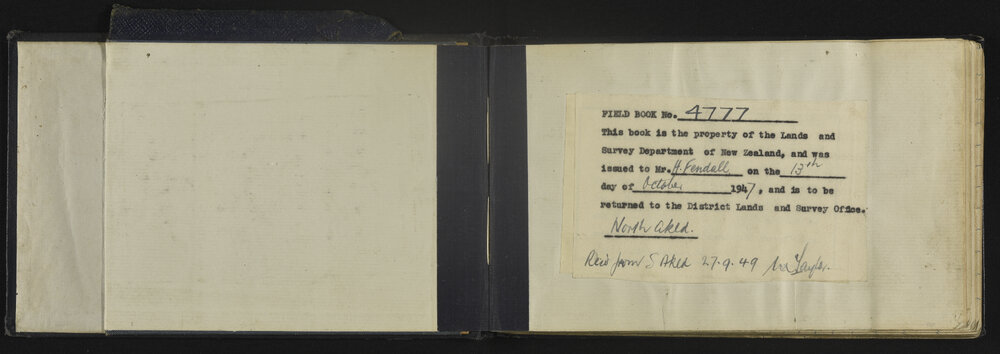 FIELD BOOK No. 4777
This book is the property of the Lands and
Survey Department of New Zealand, and was
issued to Mr. H. Fendall on the 13th
day of October 1947, and is to be
returned to the District Lands and Survey Office.
North Akld.
Recd from S Akld 27.9.49 Taylor.